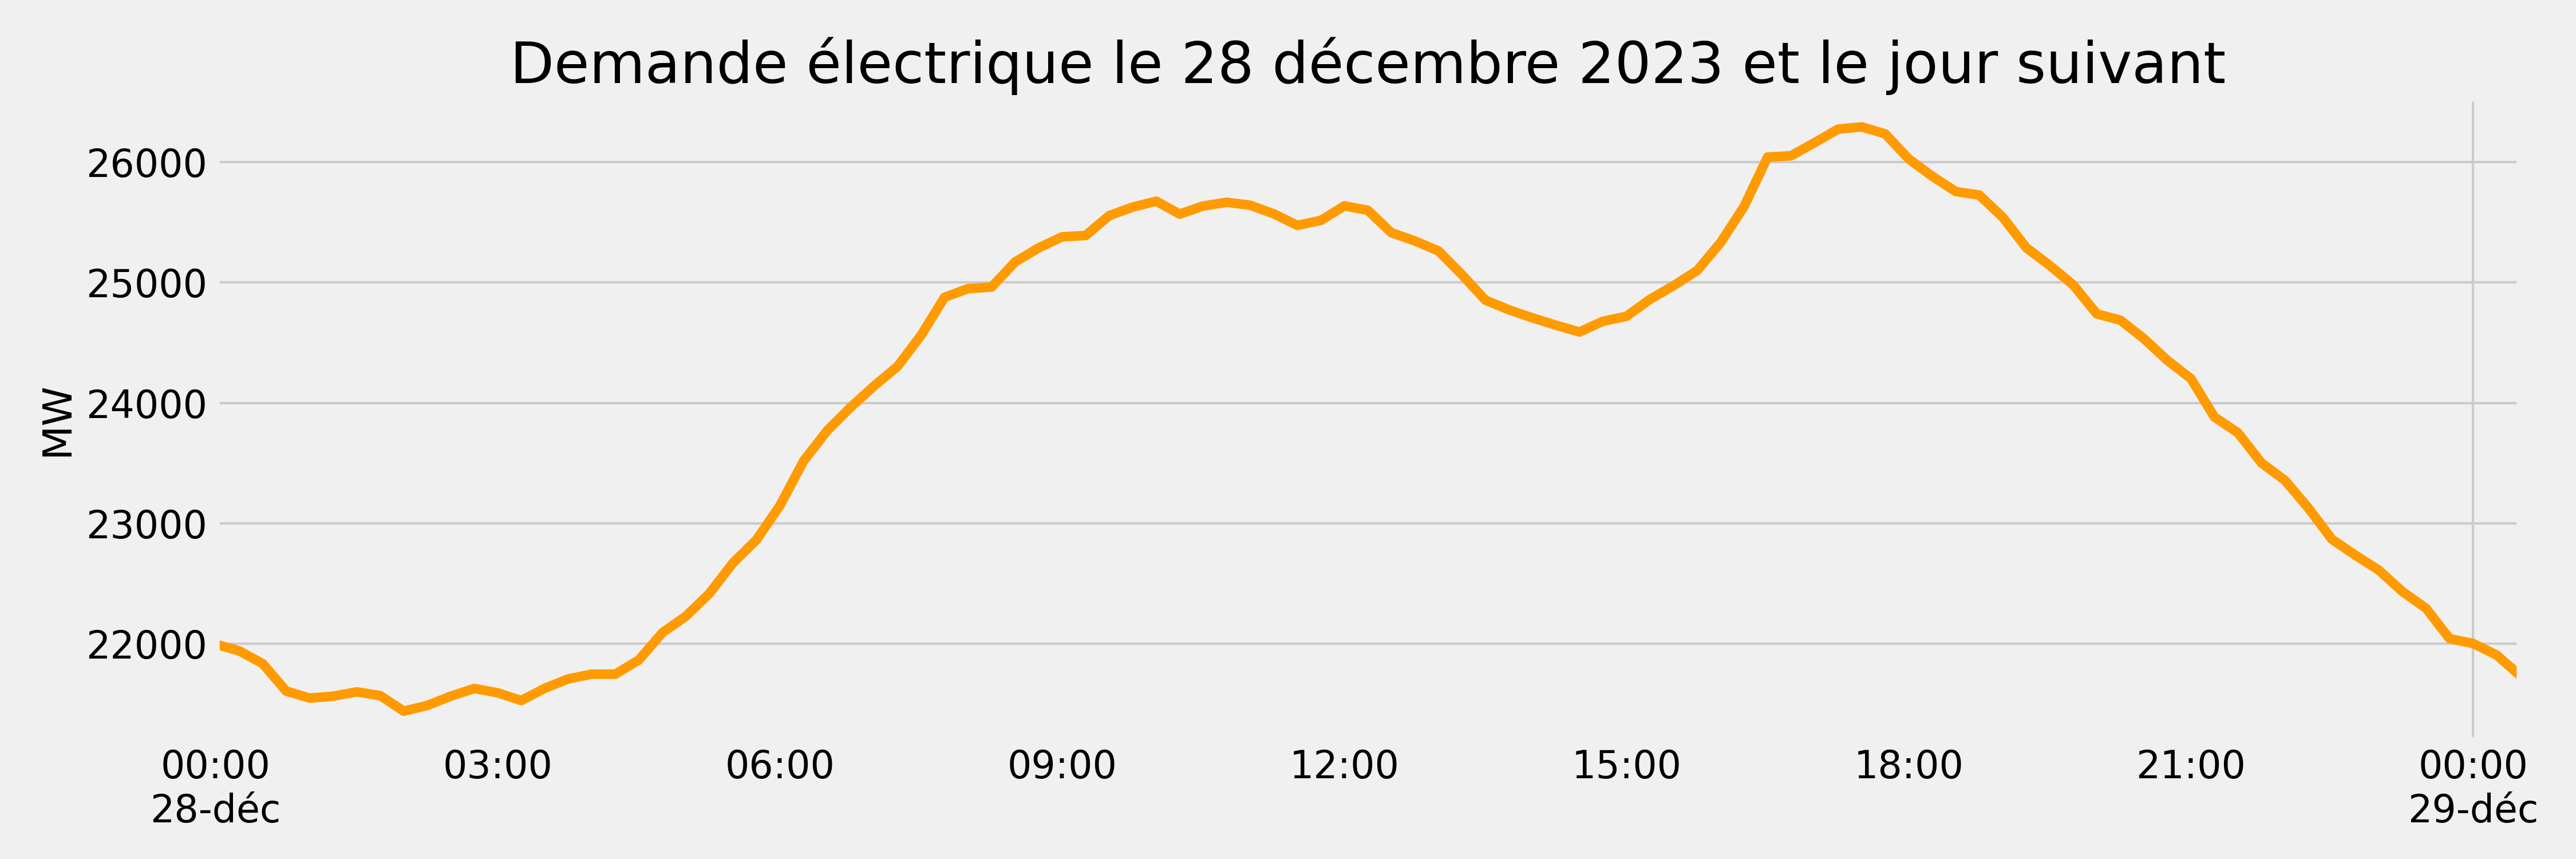 Demande électrique le 28 décembre 2023 et le jour suivant
MW
26000
25000
24000
23000
22000
00:00 03:00 06:00 09:00 12:00 15:00 18:00 21:00 00:00
28-déc 29-déc